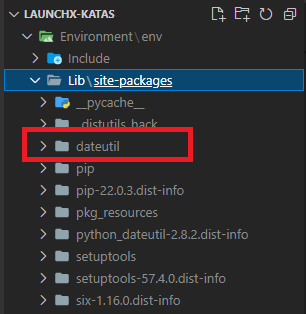 LAUNCHX-KATAS
Environment\env
Include
Lib\site-packages
__pycache__
_distutils_hack
dateutil
pip
pip-22.0.3.dist-info
pkg_resources
python_dateutil-2.8.2.dist-info
setuptools
setuptools-57.4.0.dist-info
six-1.16.0.dist-info